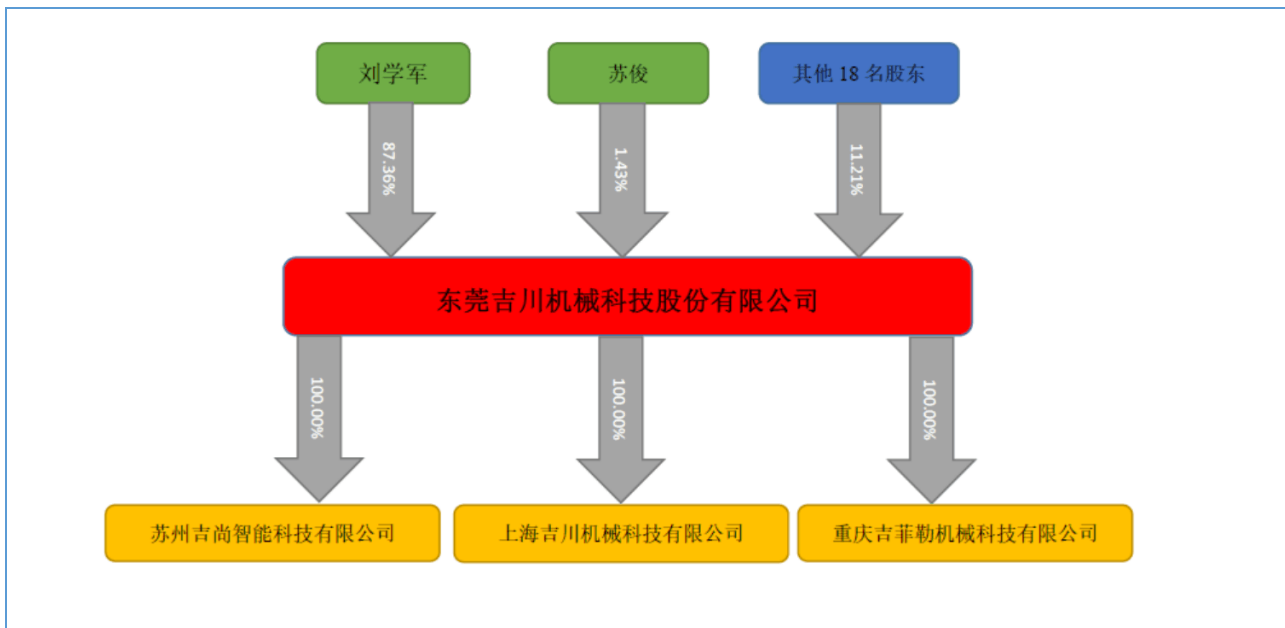 刘学军
苏俊
其他 18 名股东
87.36%
1.43%
11.21%
东莞吉川机械科技股份有限公司
100.00%
100.00%
100.00%
苏州吉尚智能科技有限公司
上海吉川机械科技有限公司
重庆吉菲勒机械科技有限公司